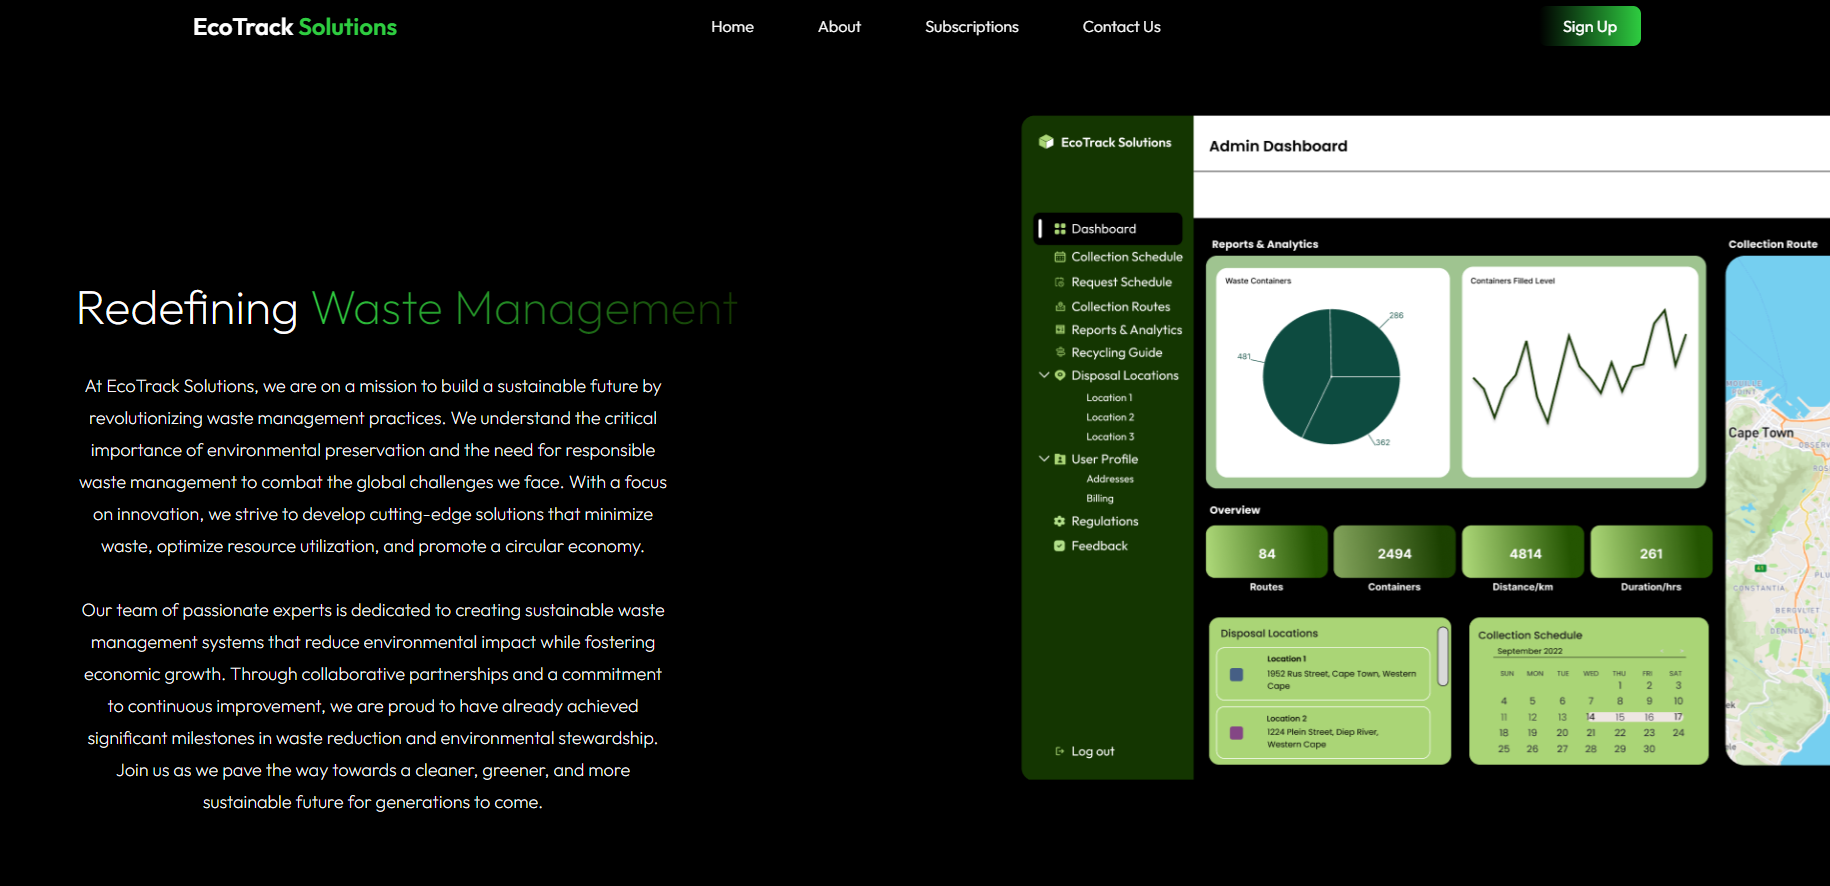 EcoTrack Solutions
Home
About
Subscriptions
Contact Us
Sign Up
Redefining Waste Management
At EcoTrack Solutions, we are on a mission to build a sustainable future by
revolutionizing waste management practices. We understand the critical
importance of environmental preservation and the need for responsible
waste management to combat the global challenges we face. With a focus
on innovation, we strive to develop cutting-edge solutions that minimize
waste, optimize resource utilization, and promote a circular economy.
Our team of passionate experts is dedicated to creating sustainable waste
management systems that reduce environmental impact while fostering
economic growth. Through collaborative partnerships and a commitment
to continuous improvement, we are proud to have already achieved
significant milestones in waste reduction and environmental stewardship.
Join us as we pave the way towards a cleaner, greener, and more
sustainable future for generations to come.
EcoTrack Solutions
Dashboard
Collection Schedule
Request Schedule
Collection Routes
Reports & Analytics
Recycling Guide
Disposal Locations
Location 1
Location 2
Location 3
User Profile
Addresses
Billing
Regulations
Feedback
Log out
Admin Dashboard
Reports & Analytics
Waste Containers
286
481
362
Containers Filled Level
Overview
84
2494
4814
261
Routes
Containers
Distance/km
Duration/hrs
Disposal Locations
Location 1
1952 Rus Street, Cape Town, Western
Cape
Location 2
1224 Plein Street, Diep River,
Western Cape
Collection Schedule
September 2022
SUN MON TUE WED THU FRI SAT
1 2 3
4 5 6 7 8 9 10
11 12 13 14 15 16 17
18 19 20 21 22 23 24
25 26 27 28 29 30
Collection Route
Cape Town
OBSERV
ROS
CONSTANTIA
PLU
BERGVLIET